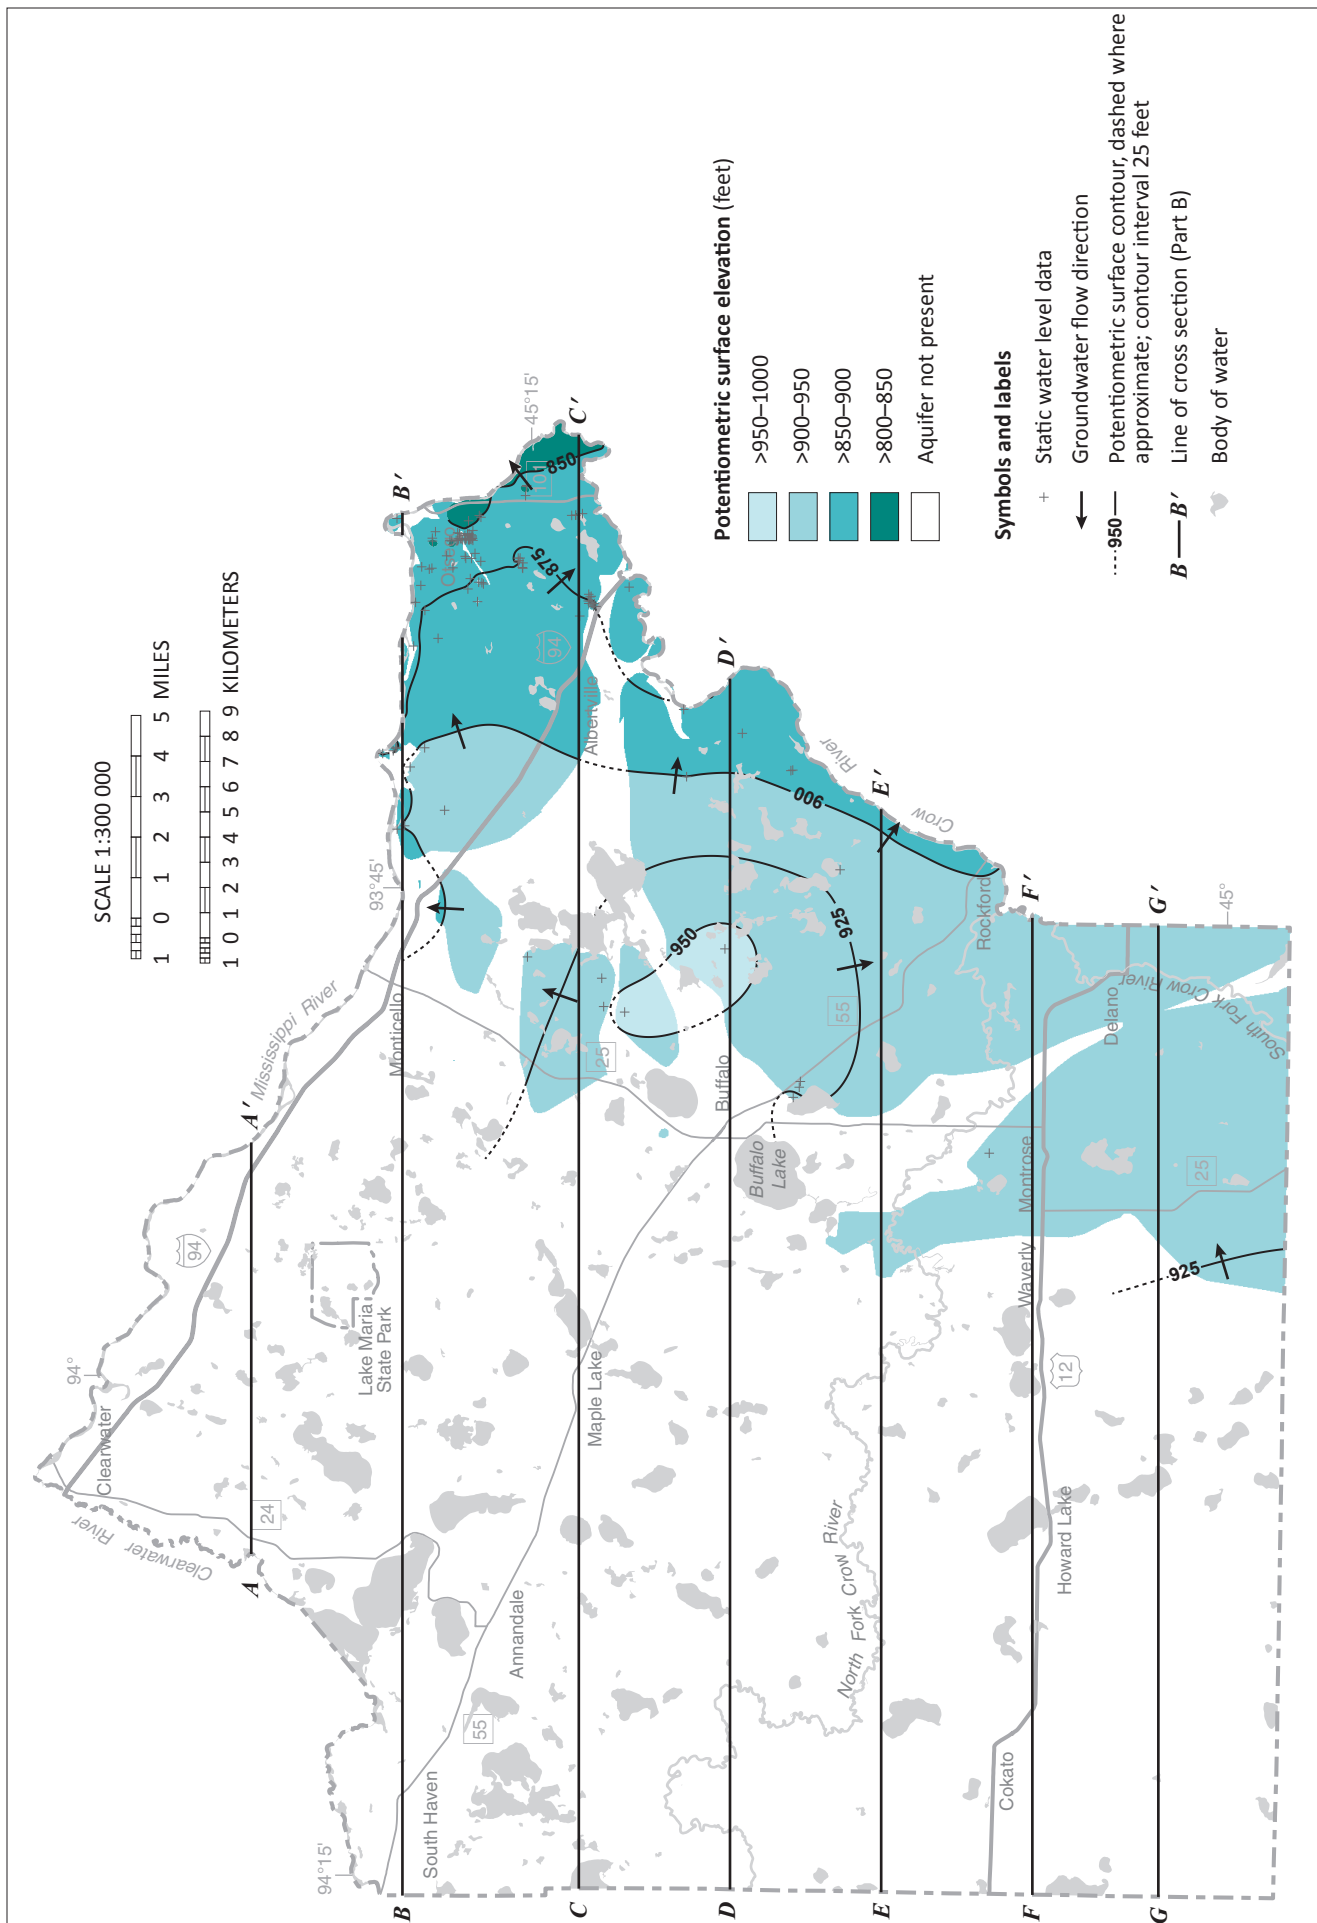 SCALE 1:300 000
1 0 1 2 3 4 5 MILES
1 0 1 2 3 4 5 6 7 8 9 KILOMETERS
94°15'
94°
93°45'
45°15'
45°
Clearwater
Clearwater River
Mississippi River
24
94
A
A'
Lake Maria
State Park
Monticello
B
B'
South Haven
Annandale
55
Maple Lake
25
Albertville
94
101
875
850
C
C'
Buffalo
Buffalo
Lake
950
925
900
55
D
D'
Crow
River
North Fork Crow River
E
E'
Rockford
Cokato
Howard Lake
12
Waverly
Montrose
Delano
South Fork Crow River
F
F'
25
925
G
G'
Potentiometric surface elevation (feet)
>950–1000
>900–950
>850–900
>800–850
Aquifer not present
Symbols and labels
Static water level data
Groundwater flow direction
950
Potentiometric surface contour, dashed where
approximate; contour interval 25 feet
B B'
Line of cross section (Part B)
Body of water